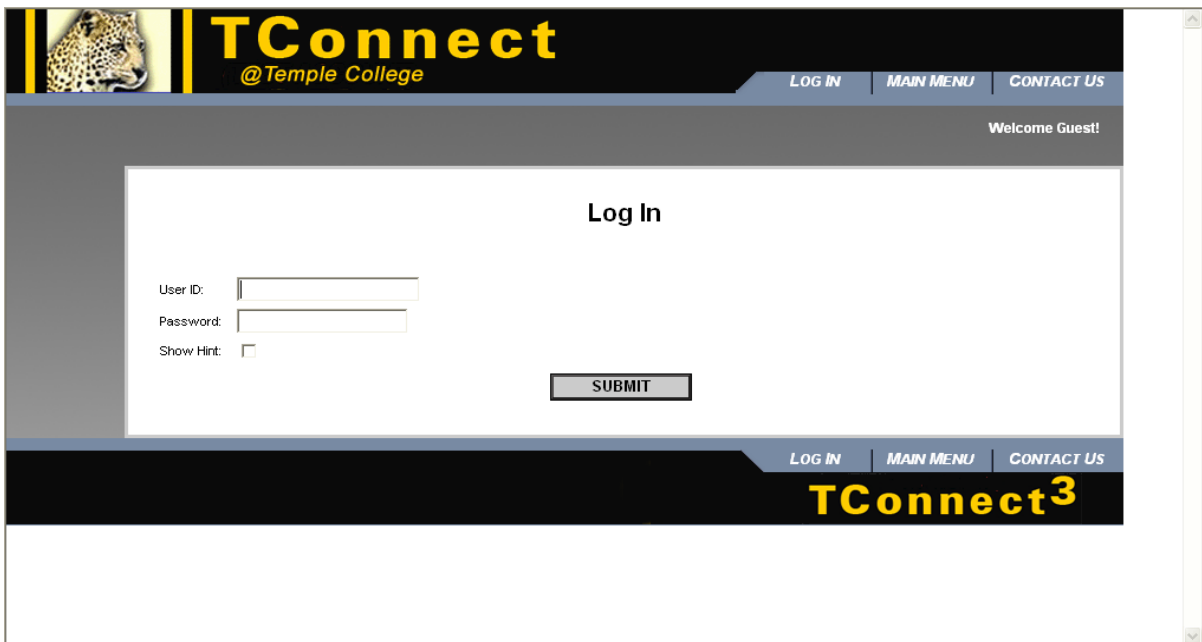 TConnect
@Temple College
LOG IN MAIN MENU CONTACT US
Welcome Guest!
Log In
User ID:
Password:
Show Hint:
SUBMIT
LOG IN MAIN MENU CONTACT US
TConnect3